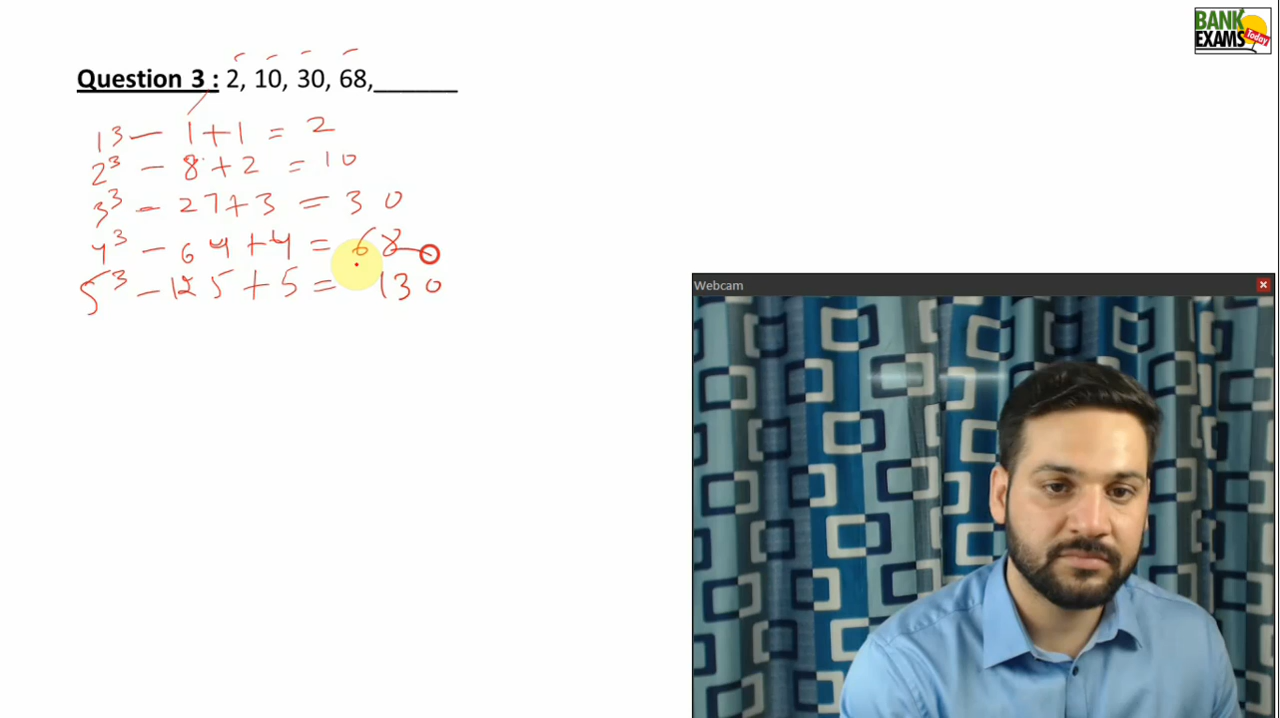 BANK
EXAMS Today
Question 3 : 2, 10, 30, 68,______
1³ — 1 + 1 = 2
2³ — 8 + 2 = 10
3³ — 27 + 3 = 30
4³ — 64 + 4 = 68
5³ — 125 + 5 = 130
Webcam